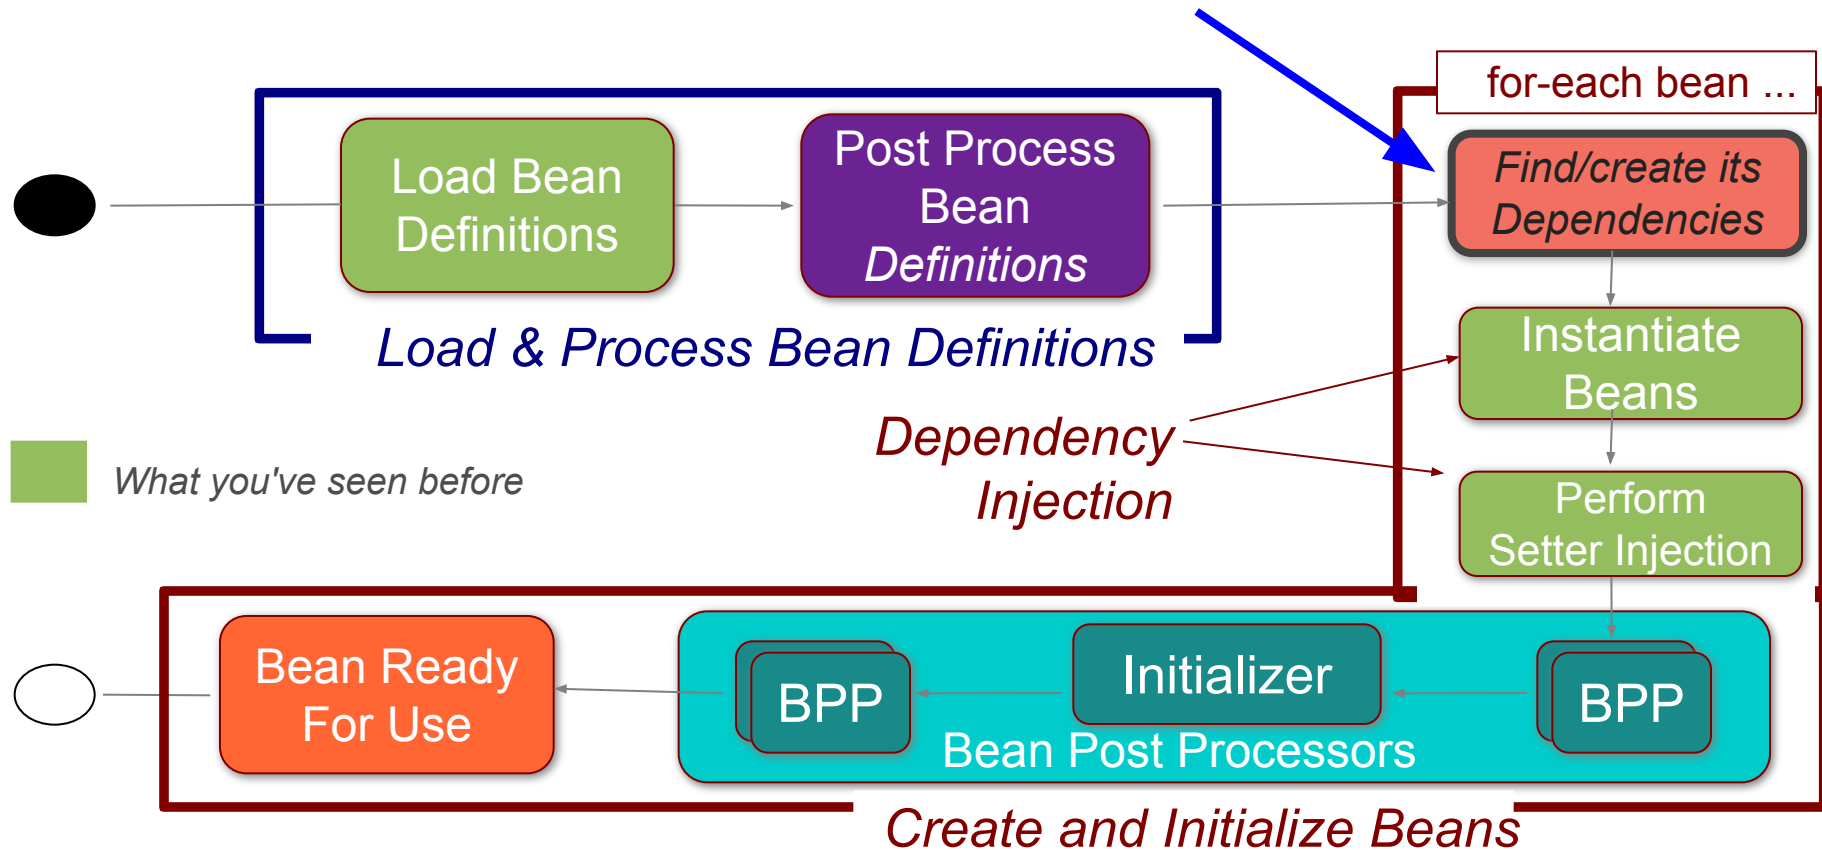 for-each bean ...
Load Bean
Definitions
Post Process
Bean
Definitions
Find/create its
Dependencies
Load & Process Bean Definitions
Instantiate
Beans
Dependency
Injection
What you've seen before
Perform
Setter Injection
Bean Ready
For Use
BPP
Initializer
BPP
Bean Post Processors
Create and Initialize Beans